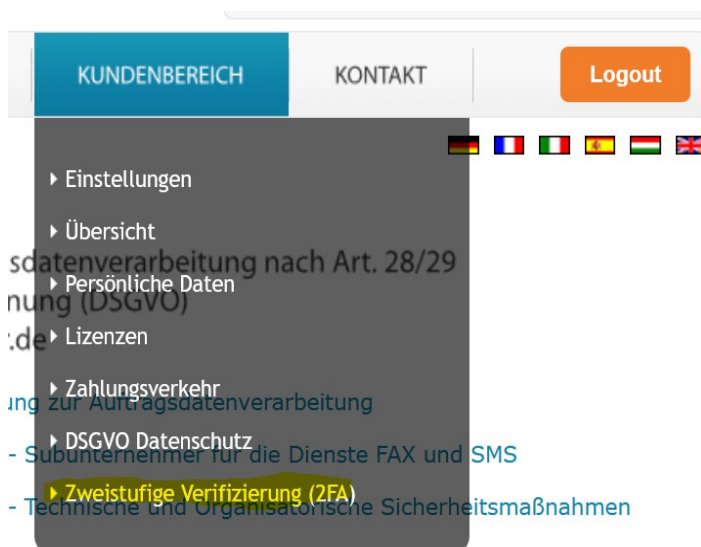 KUNDENBEREICH KONTAKT Logout
Einstellungen
Übersicht
sdatenverarbeitung nach Art. 28/29
Persönliche Daten
nung (DSGVO)
.de
Lizenzen
Zahlungsverkehr
ung zur Auftragsdatenverarbeitung
DSGVO Datenschutz
- Subunternehmer für die Dienste FAX und SMS
Zweistufige Verifizierung (2FA)
- Technische und Organisatorische Sicherheitsmaßnahmen